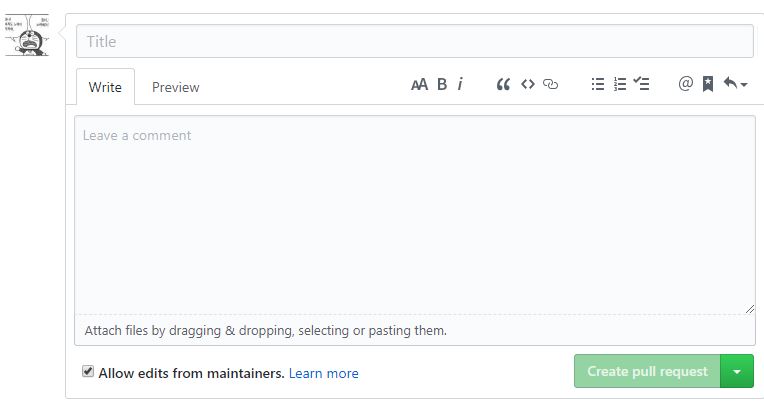 Title
Write Preview AA B i @
Leave a comment
Attach files by dragging & dropping, selecting or pasting them.
Allow edits from maintainers. Learn more Create pull request